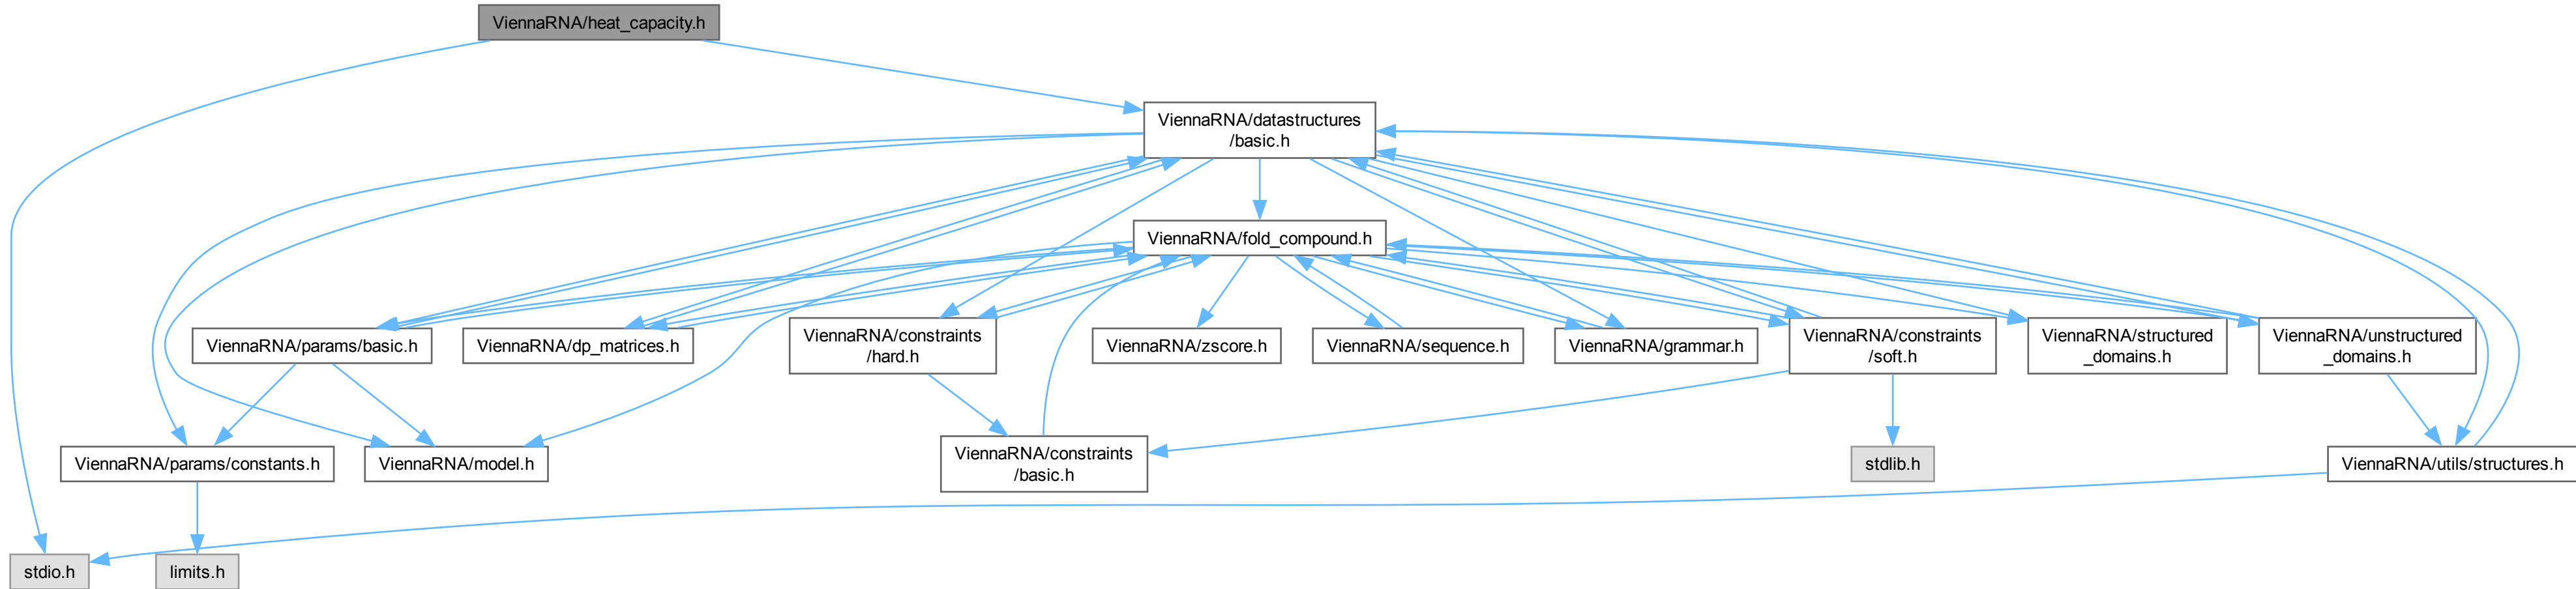 ViennaRNA/heat_capacity.h
ViennaRNA/datastructures
/basic.h
ViennaRNA/fold_compound.h
ViennaRNA/params/basic.h
ViennaRNA/dp_matrices.h
ViennaRNA/constraints
/hard.h
ViennaRNA/zscore.h
ViennaRNA/sequence.h
ViennaRNA/grammar.h
ViennaRNA/constraints
/soft.h
ViennaRNA/structured
_domains.h
ViennaRNA/unstructured
_domains.h
ViennaRNA/params/constants.h
ViennaRNA/model.h
ViennaRNA/constraints
/basic.h
stdlib.h
ViennaRNA/utils/structures.h
stdio.h
limits.h